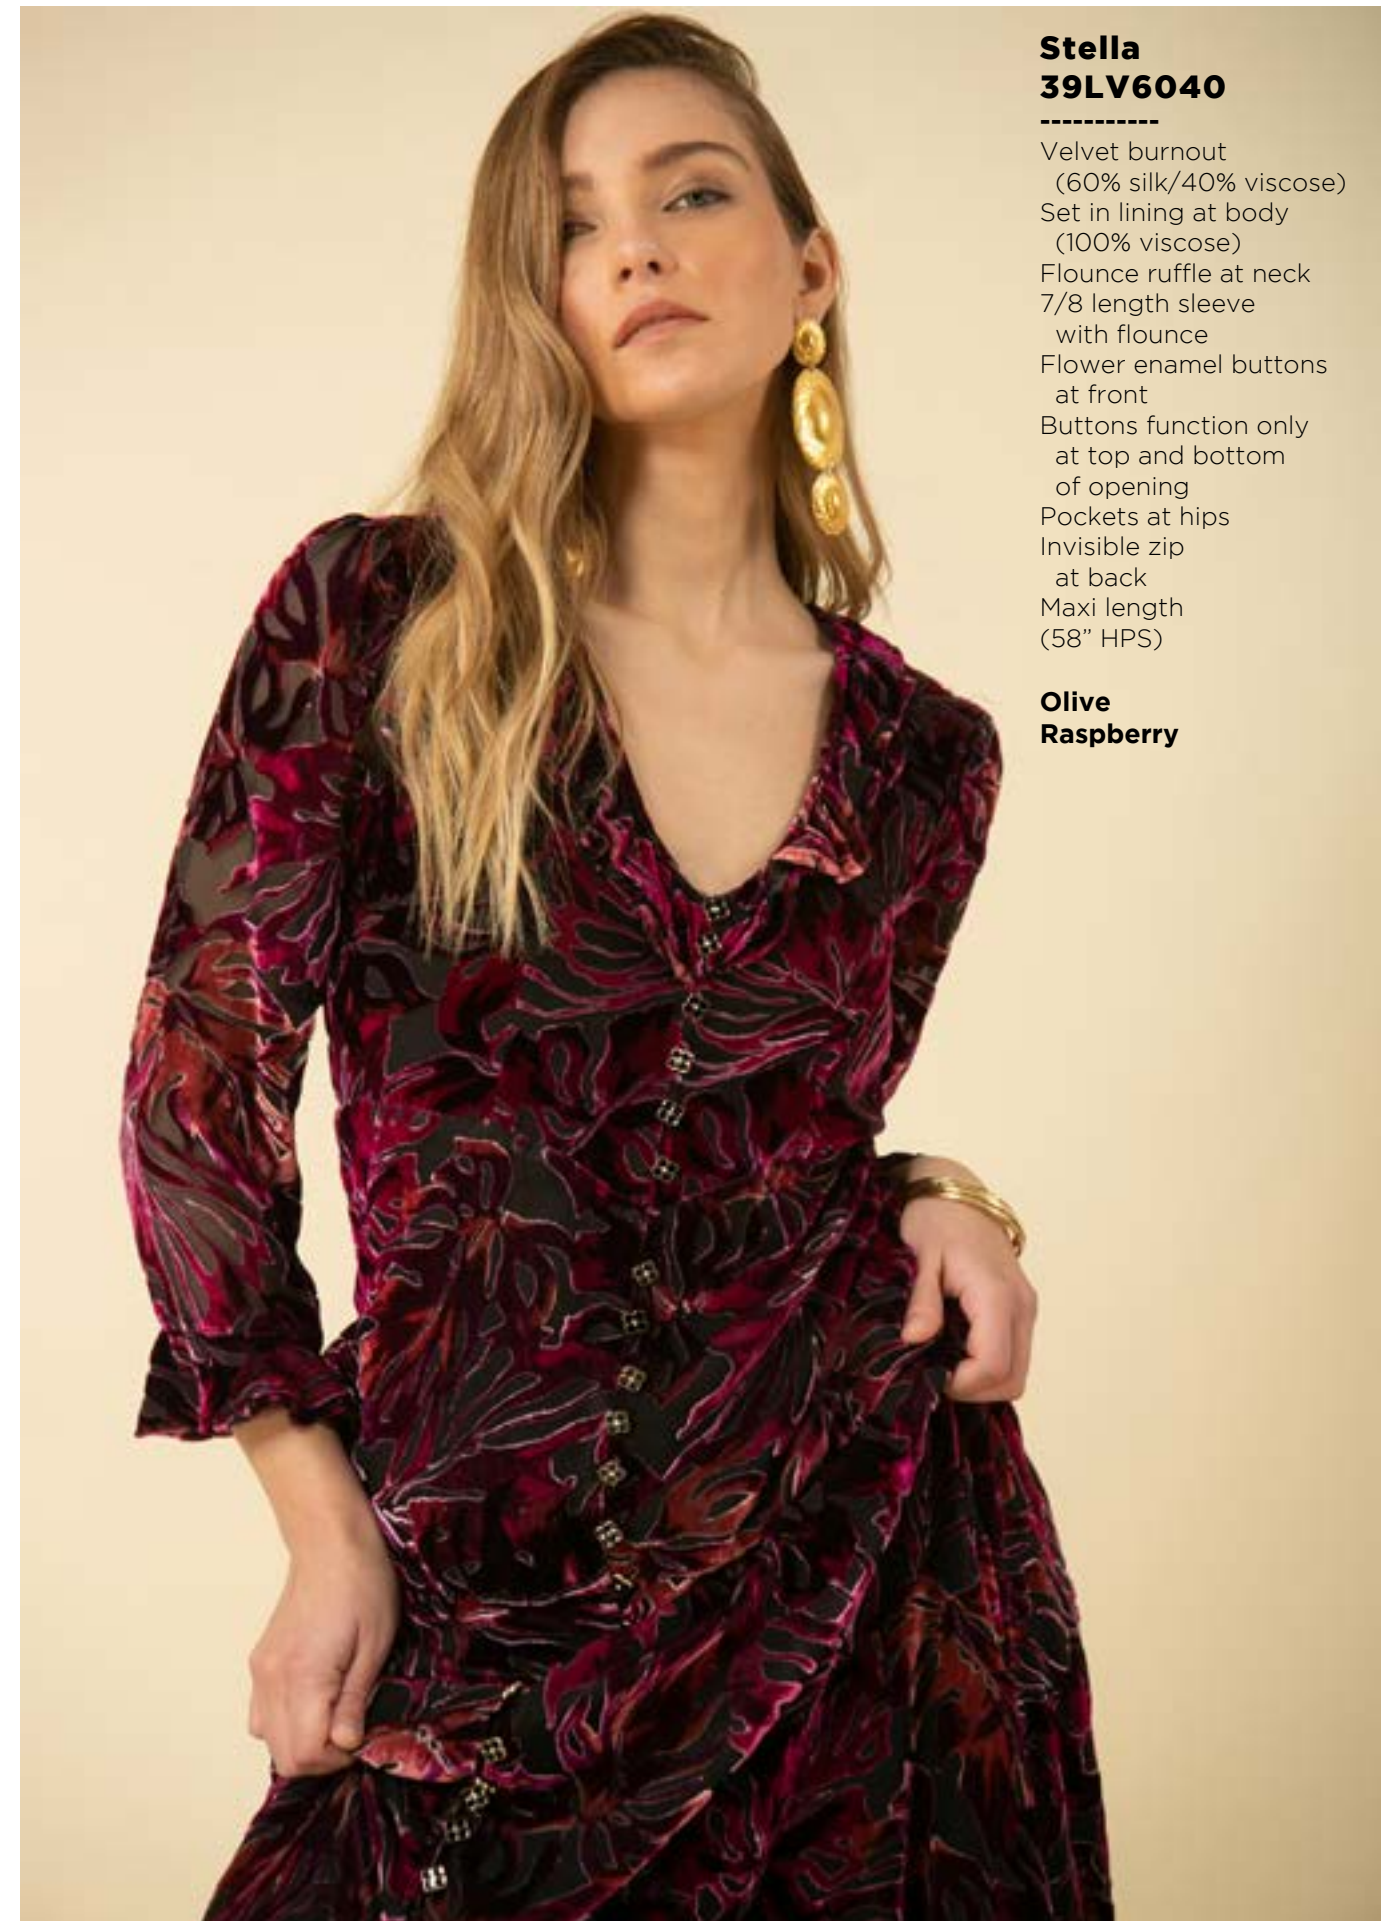 Stella
39LV6040
-----------
Velvet burnout
(60% silk/40% viscose)
Set in lining at body
(100% viscose)
Flounce ruffle at neck
7/8 length sleeve
with flounce
Flower enamel buttons
at front
Buttons function only
at top and bottom
of opening
Pockets at hips
Invisible zip
at back
Maxi length
(58” HPS)
Olive
Raspberry